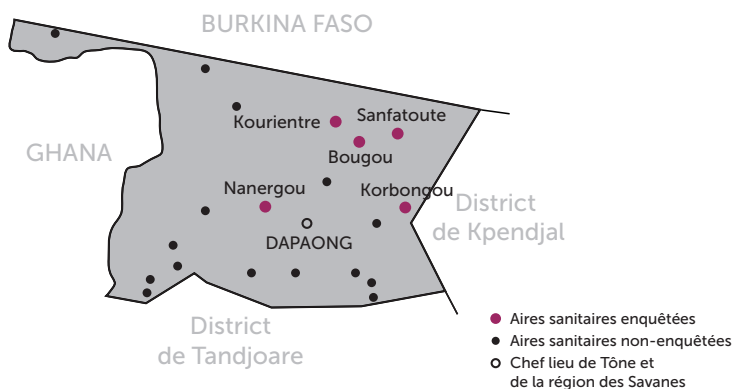 BURKINA FASO
Kourientre
Sanfatoute
GHANA
Bougou
Nanergou
Korbongou
District
de Kpendjal
DAPAONG
District
de Tandjoare
Aires sanitaires enquêtées
Aires sanitaires non-enquêtées
Chef lieu de Tône et
de la région des Savanes